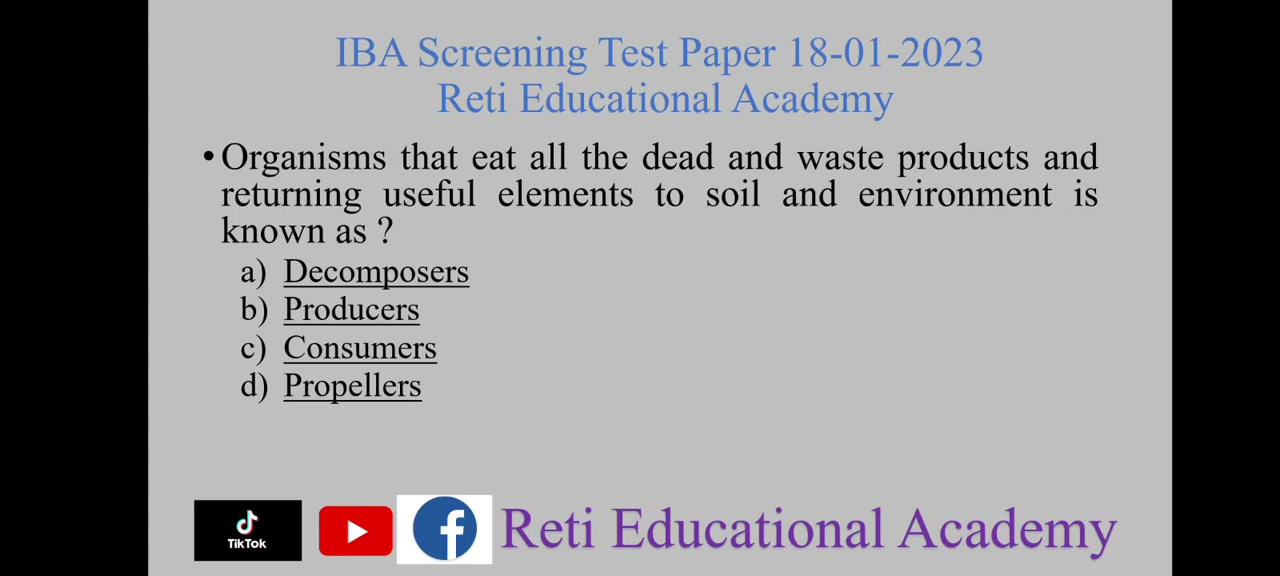 IBA Screening Test Paper 18-01-2023
Reti Educational Academy
• Organisms that eat all the dead and waste products and
returning useful elements to soil and environment is
known as ?
a) Decomposers
b) Producers
c) Consumers
d) Propellers
TikTok
Reti Educational Academy